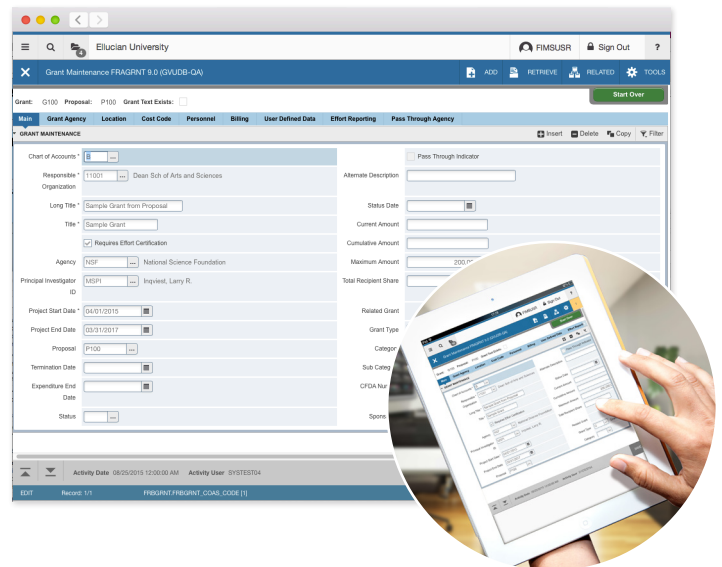 Ellucian University FIMSUSR Sign Out ?
4
Grant Maintenance FRAGRNT 9.0 (GVUDB-QA) ADD RETRIEVE RELATED TOOLS
Start Over
Grant: G100 Proposal: P100 Grant Text Exists:
Main Grant Agency Location Cost Code Personnel Billing User Defined Data Effort Reporting Pass Through Agency
GRANT MAINTENANCE Insert Delete Copy Filter
Chart of Accounts * B ... Pass Through Indicator
Responsible * 11001 ... Dean Sch of Arts and Sciences Alternate Description
Organization
Long Title * Sample Grant from Proposal Status Date
Title * Sample Grant Current Amount
Requires Effort Certification Cumulative Amount
Agency NSF ... National Science Foundation Maximum Amount 200,00
Principal Investigator MSPI ... Inqviest, Larry R. Total Recipient Share
ID
Project Start Date * 04/01/2015 Related Grant
Project End Date 03/31/2017 Grant Type
Proposal P100 ... Categor
Termination Date Sub Categ
Expenditure End CFDA Nur
Date
Status ... Spons
Activity Date 08/25/2015 12:00:00 AM Activity User SYSTEST04
EDIT Record: 1/1 FRBGRNT.FRBGRNT_COAS_CODE [1]